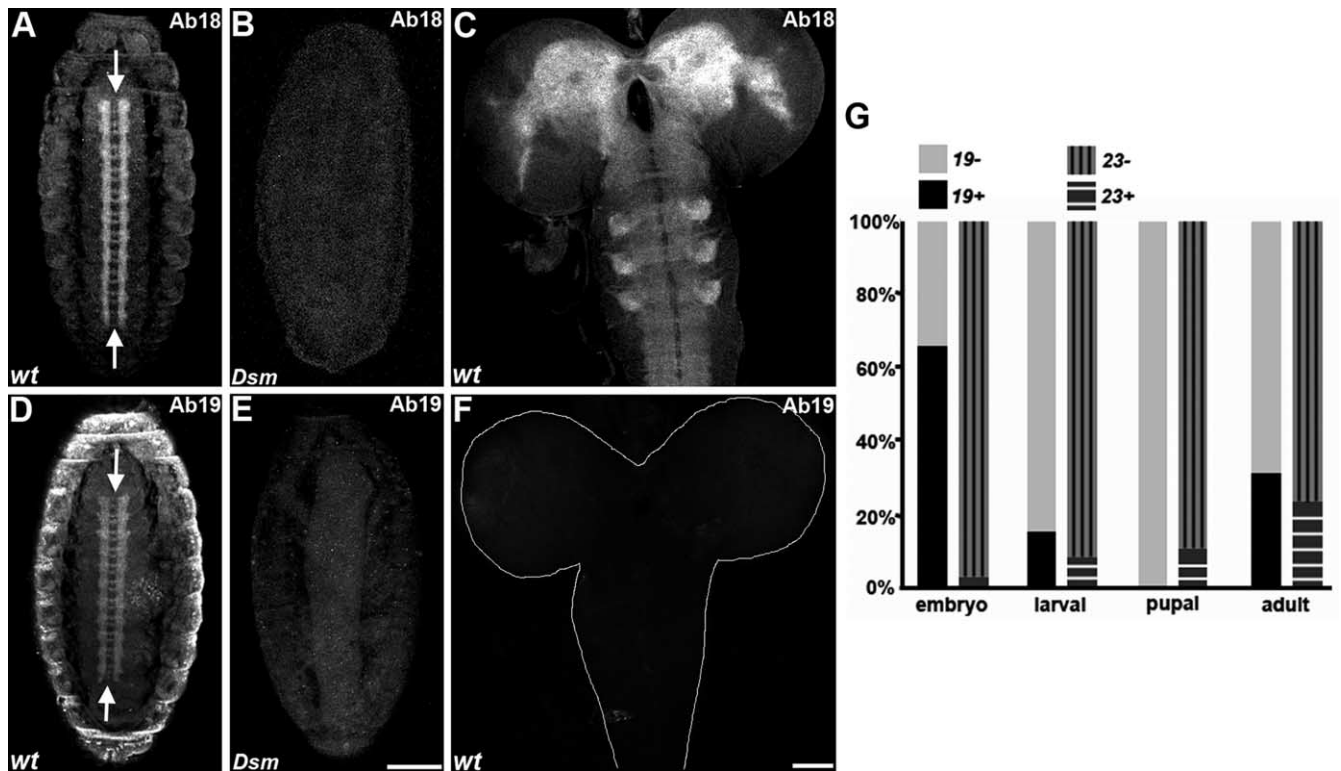 A Ab18
wt
B Ab18
Dsm
C Ab18
wt
D Ab19
wt
E Ab19
Dsm
F Ab19
wt
G
19- 23-
19+ 23+
100%
80%
60%
40%
20%
0%
embryo larval pupal adult